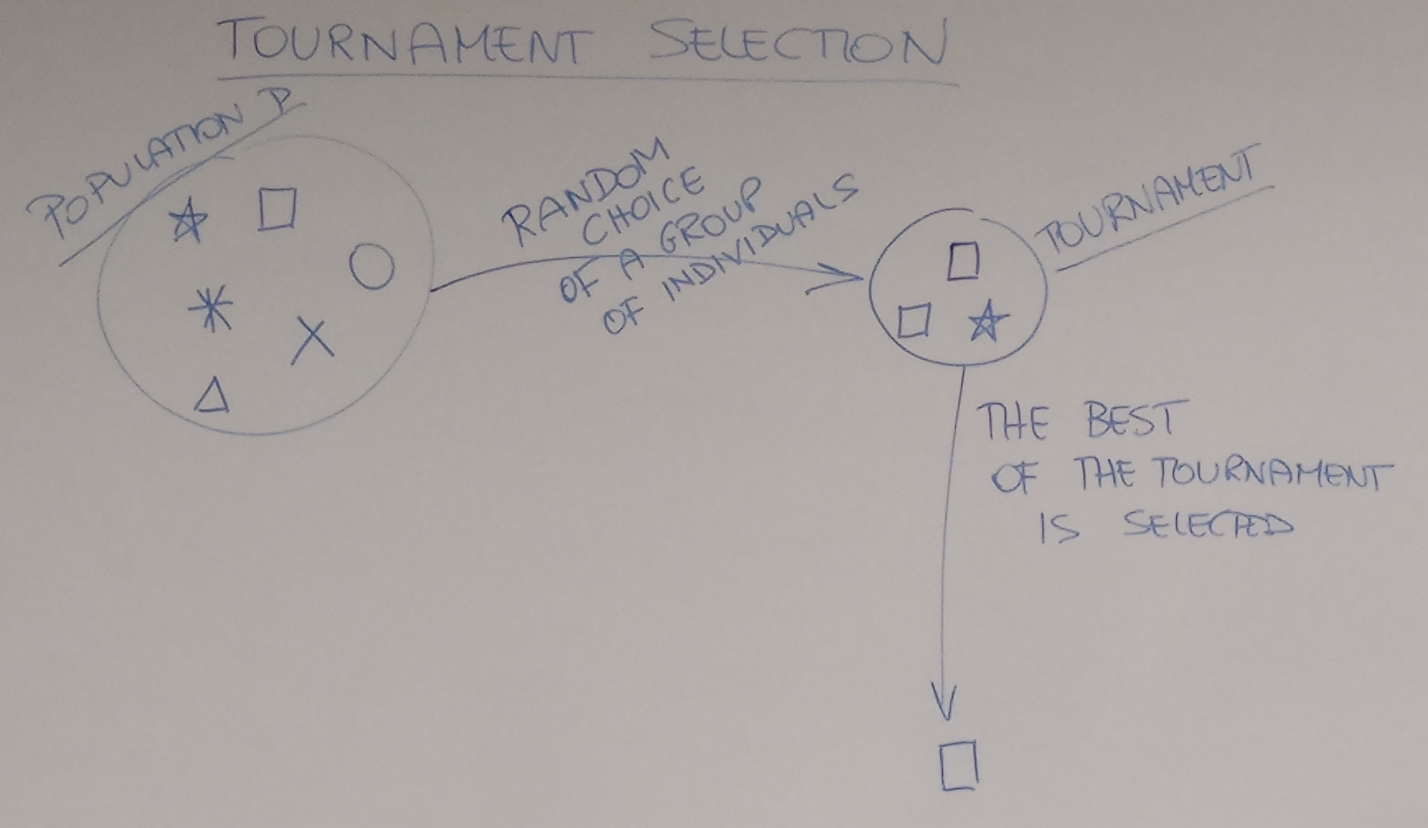 TOURNAMENT SELECTION
POPULATION P
RANDOM
CHOICE
OF A GROUP
OF INDIVIDUALS
TOURNAMENT
THE BEST
OF THE TOURNAMENT
IS SELECTED